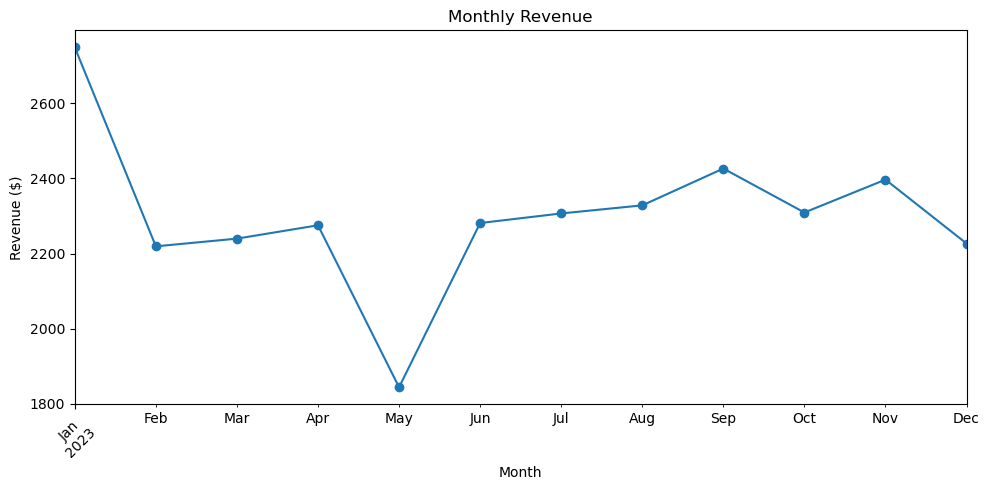 Monthly Revenue
Revenue ($)
2600
2400
2200
2000
1800
Jan
2023
Feb
Mar
Apr
May
Jun
Jul
Aug
Sep
Oct
Nov
Dec
Month